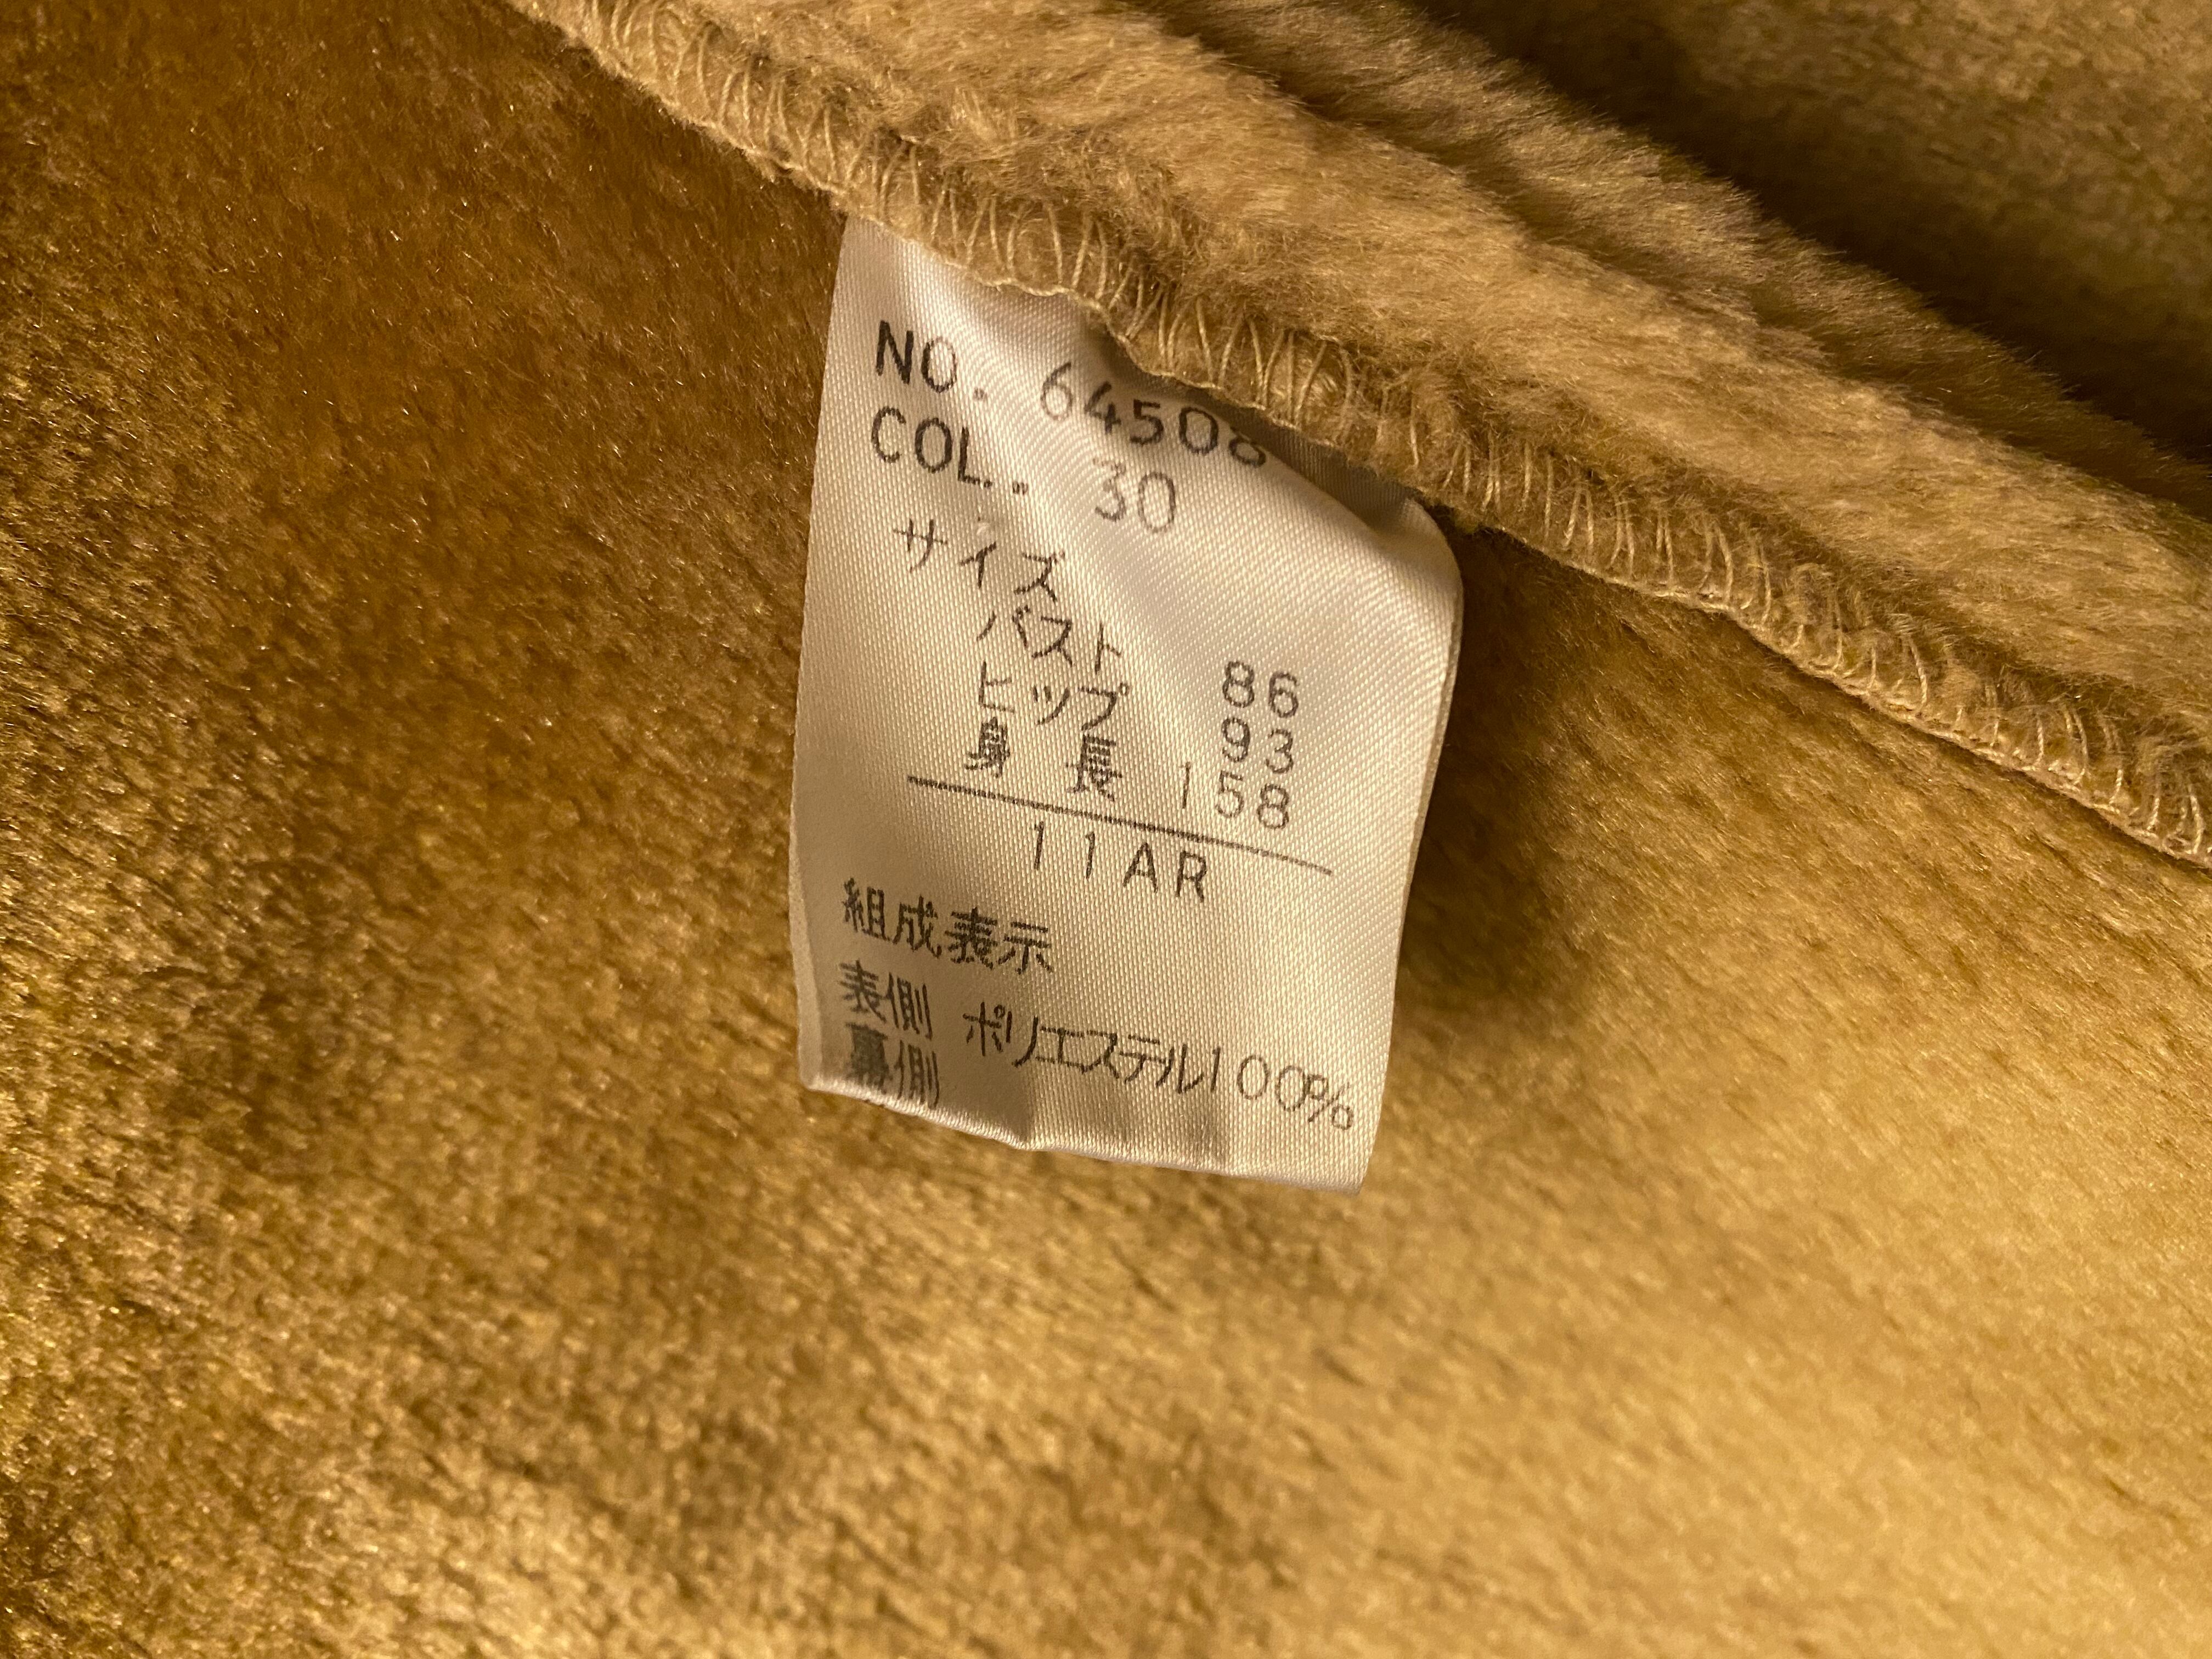 NO. 64508
COL. 30
サイズ
バスト 86
ヒップ 93
身長 158
11AR
組成表示
表側 ポリエステル100%
裏側